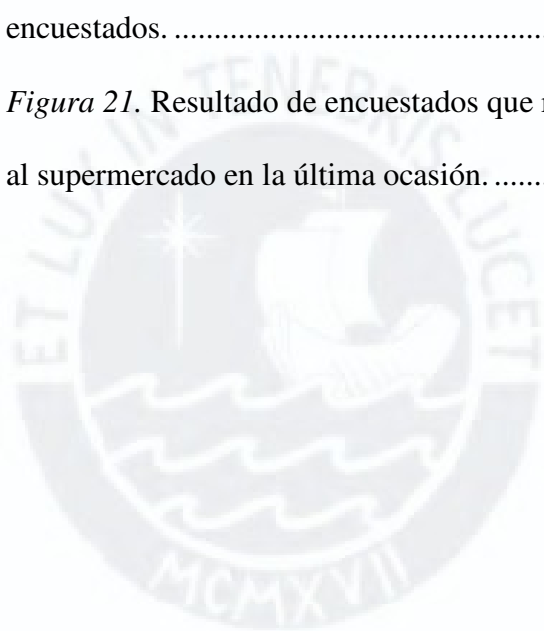 encuestados. .............................................
Figura 21. Resultado de encuestados que
al supermercado en la última ocasión. .......
ET LUX IN TENEBRIS LUCET
MCMXVII